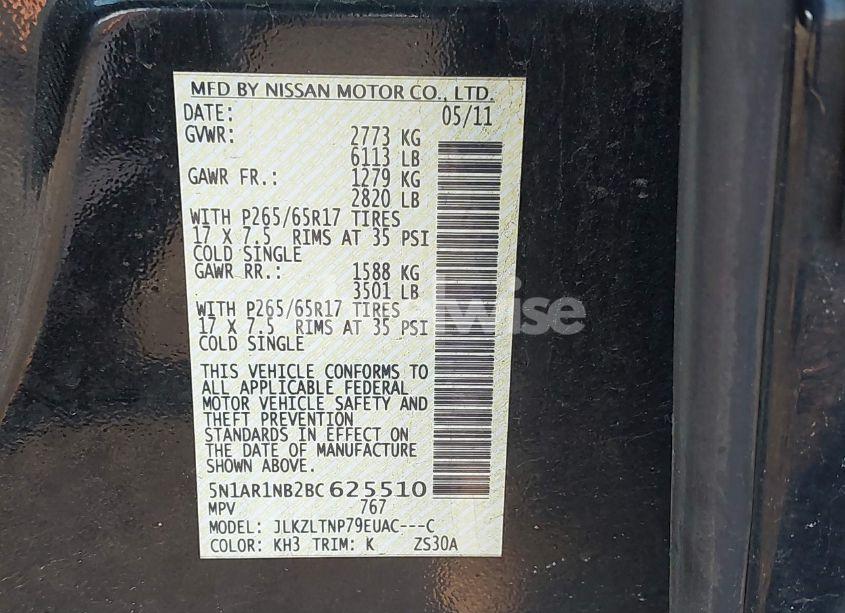 MFD BY NISSAN MOTOR CO., LTD.
DATE: 05/11
GVWR: 2773 KG
6113 LB
GAWR FR.: 1279 KG
2820 LB
WITH P265/65R17 TIRES
17 X 7.5 RIMS AT 35 PSI
COLD SINGLE
GAWR RR.: 1588 KG
3501 LB
WITH P265/65R17 TIRES
17 X 7.5 RIMS AT 35 PSI
COLD SINGLE
THIS VEHICLE CONFORMS TO
ALL APPLICABLE FEDERAL
MOTOR VEHICLE SAFETY AND
THEFT PREVENTION
STANDARDS IN EFFECT ON
THE DATE OF MANUFACTURE
SHOWN ABOVE.
5N1AR1NB2BC 625510
MPV 767
MODEL: JLKZLTNP79EUAC---C
COLOR: KH3 TRIM: K ZS30A